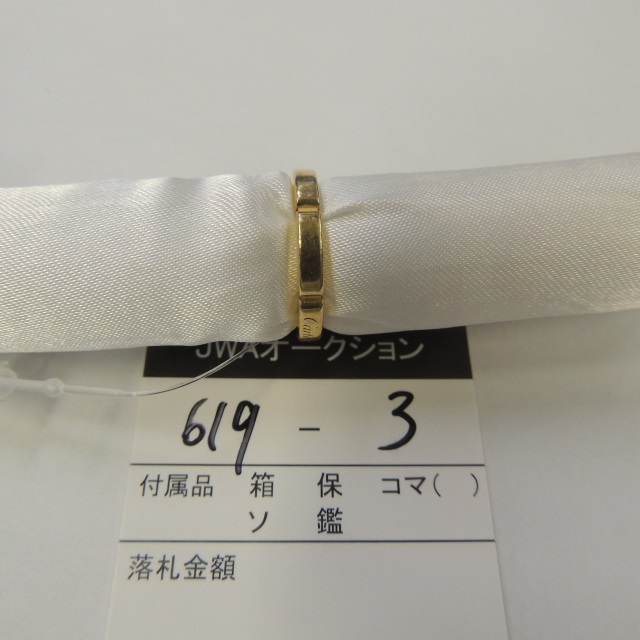 JWAオークション
619 - 3
付属品 箱 保 コマ( )
ソ 鑑
落札金額